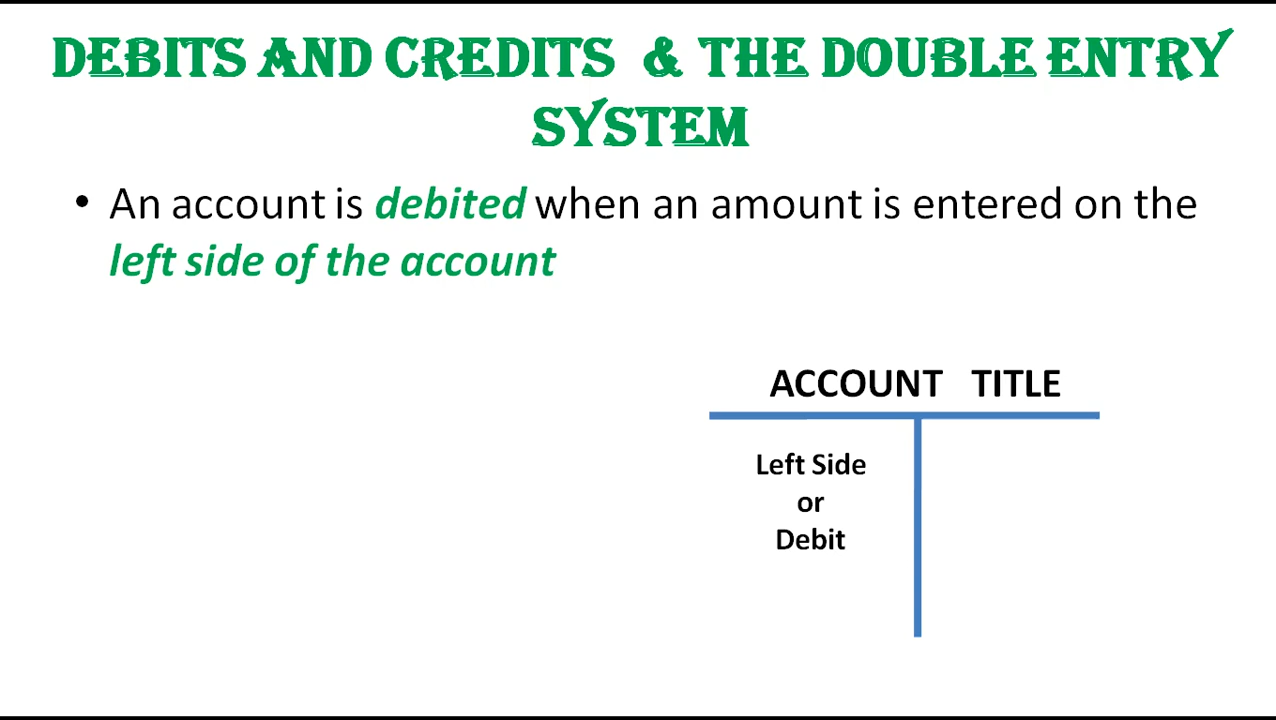 DEBITS AND CREDITS & THE DOUBLE ENTRY
SYSTEM
• An account is debited when an amount is entered on the
left side of the account
ACCOUNT TITLE
Left Side
or
Debit